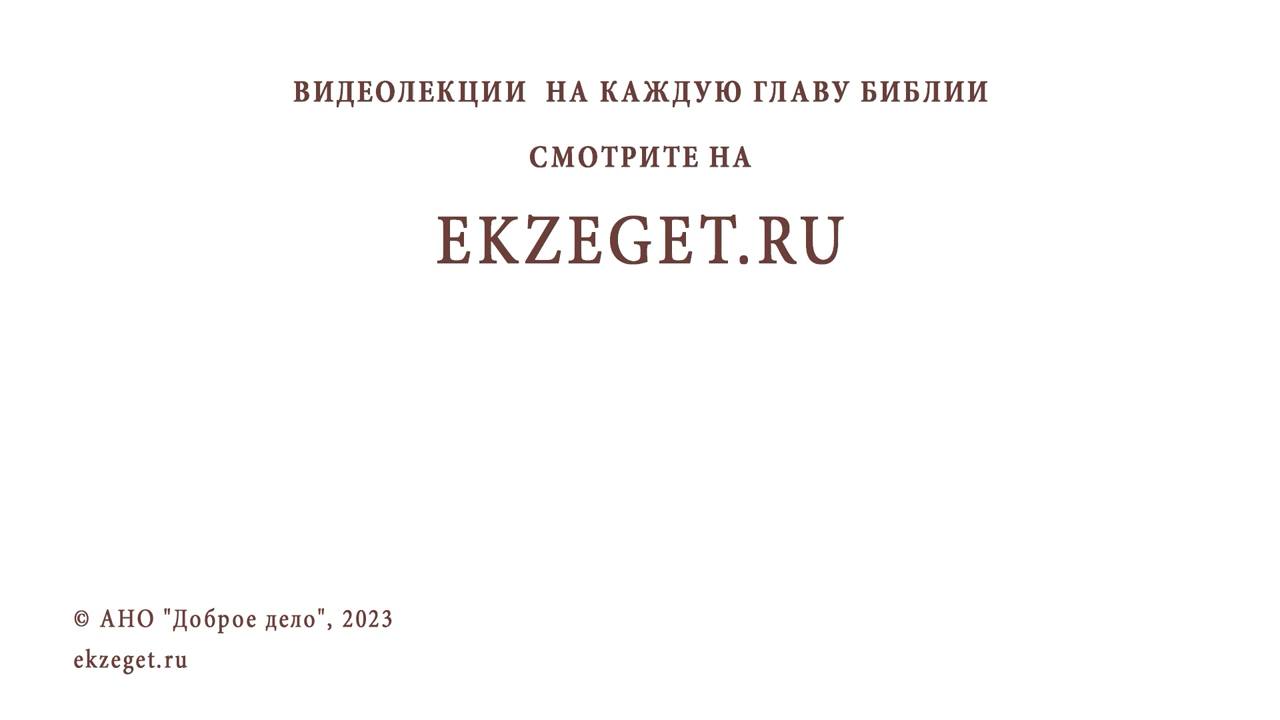 ВИДЕОЛЕКЦИИ НА КАЖДУЮ ГЛАВУ БИБЛИИ
СМОТРИТЕ НА
EKZEGET.RU
© АНО "Доброе дело", 2023
ekzeget.ru